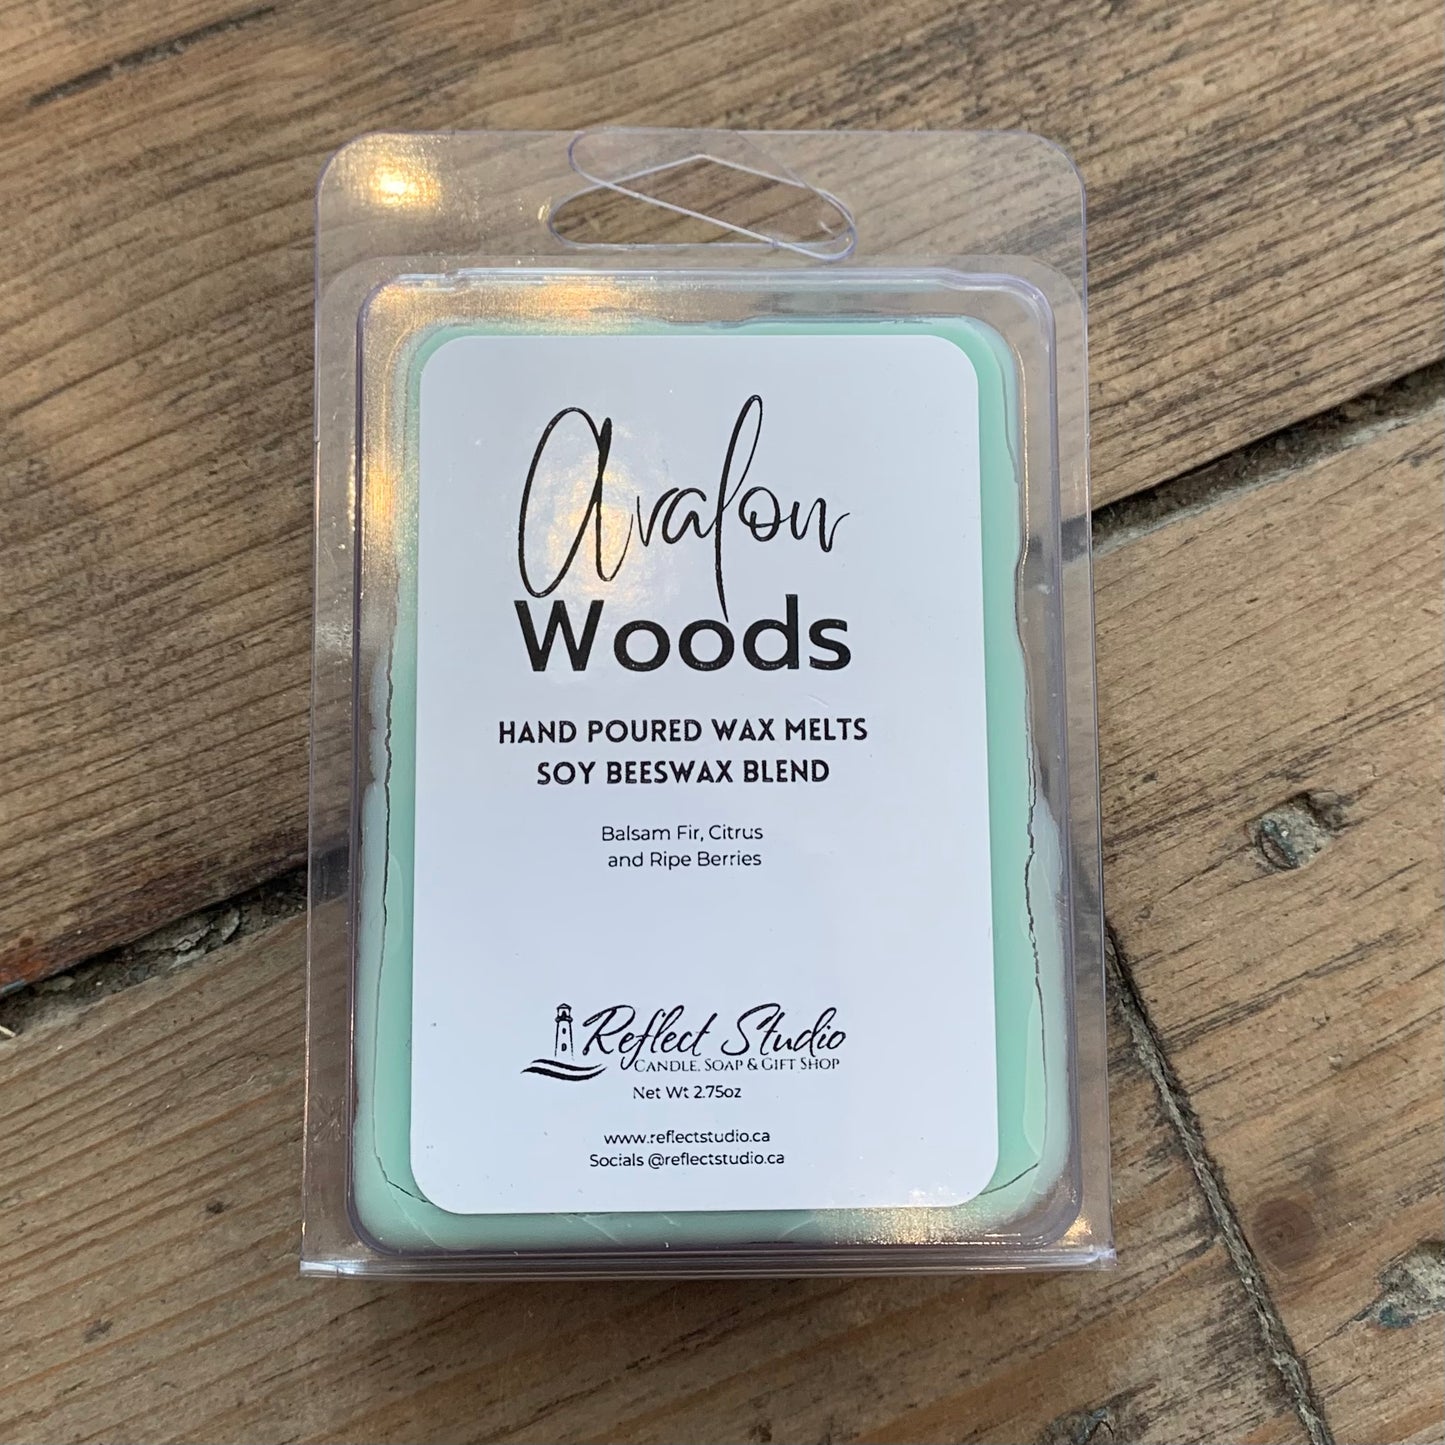 Avalon
Woods
HAND POURED WAX MELTS
SOY BEESWAX BLEND
Balsam Fir, Citrus
and Ripe Berries
Reflect Studio
CANDLE, SOAP & GIFT SHOP
Net Wt 2.75oz
www.reflectstudio.ca
Socials @reflectstudio.ca